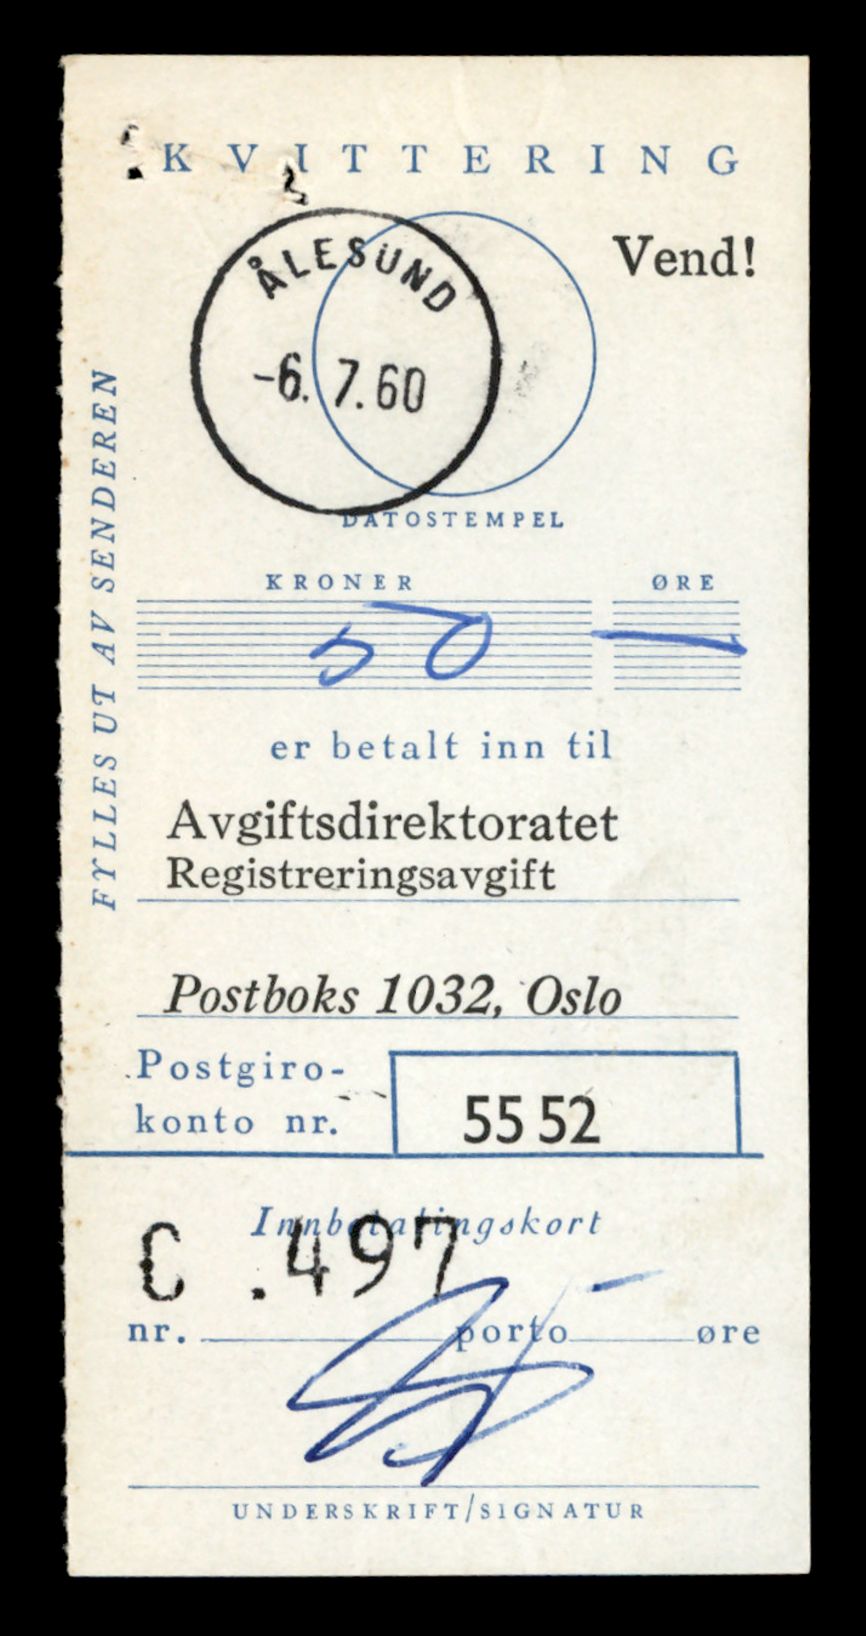 KVITTERING
Vend!
ÅLESUND
-6. 7. 60
DATOSTEMPEL
FYLLES UT AV SENDEREN
KRONER ØRE
50 —
er betalt inn til
Avgiftsdirektoratet
Registreringsavgift
Postboks 1032, Oslo
Postgiro-
konto nr. 55 52
Innbetalingskort
C .497
nr. porto øre
UNDERSKRIFT/SIGNATUR